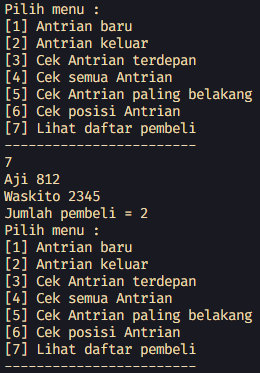 Pilih menu :
[1] Antrian baru
[2] Antrian keluar
[3] Cek Antrian terdepan
[4] Cek semua Antrian
[5] Cek Antrian paling belakang
[6] Cek posisi Antrian
[7] Lihat daftar pembeli
------------------------
7
Aji 812
Waskito 2345
Jumlah pembeli = 2
Pilih menu :
[1] Antrian baru
[2] Antrian keluar
[3] Cek Antrian terdepan
[4] Cek semua Antrian
[5] Cek Antrian paling belakang
[6] Cek posisi Antrian
[7] Lihat daftar pembeli
------------------------